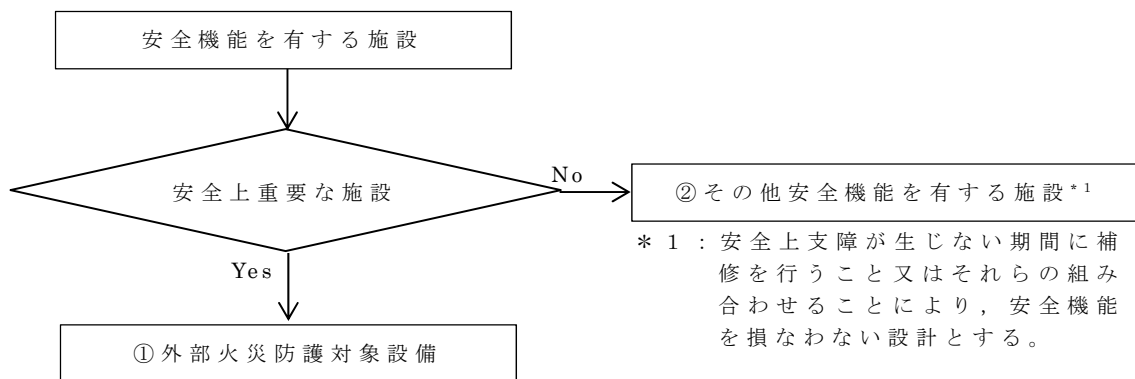 安全機能を有する施設
安全上重要な施設
No
②その他安全機能を有する施設*1
*1：安全上支障が生じない期間に補
修を行うこと又はそれらの組み
合わせることにより，安全機能
を損なわない設計とする。
Yes
①外部火災防護対象設備